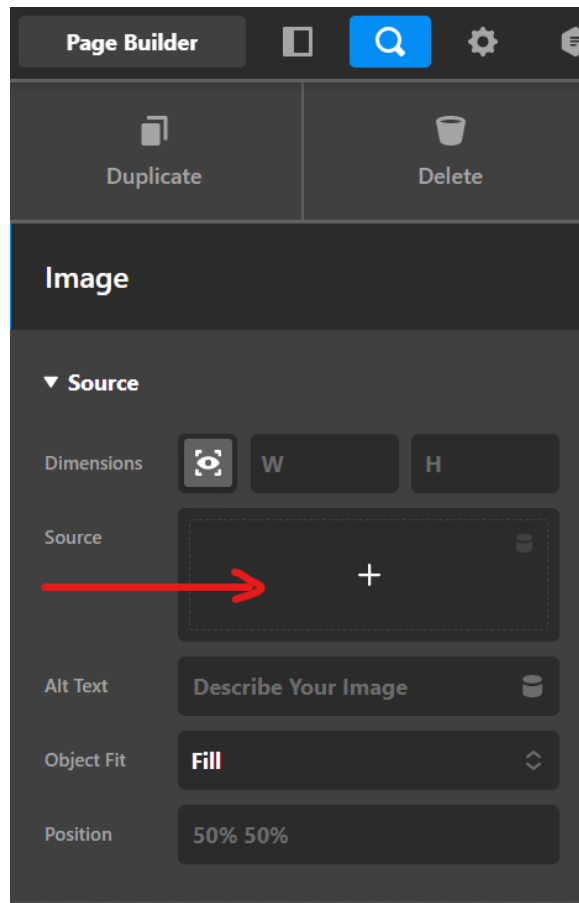 Page Builder
Duplicate
Delete
Image
Source
Dimensions
W
H
Source
Alt Text
Describe Your Image
Object Fit
Fill
Position
50% 50%